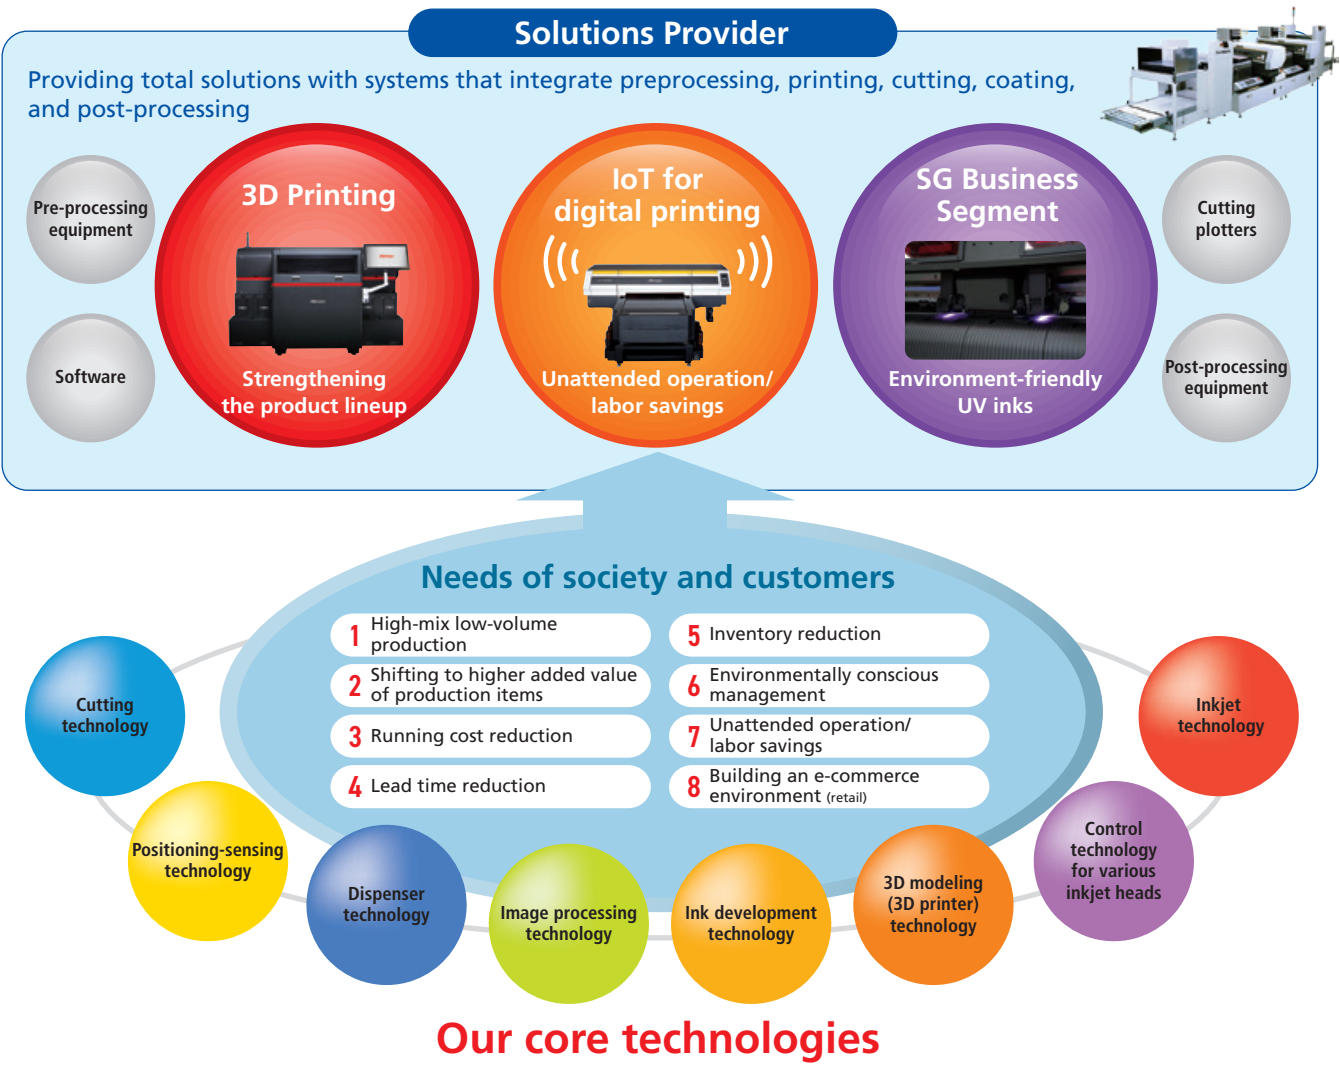 Solutions Provider
Providing total solutions with systems that integrate preprocessing, printing, cutting, coating,
and post-processing
Pre-processing
equipment
Software
3D Printing
Strengthening
the product lineup
IoT for
digital printing
Unattended operation/
labor savings
SG Business
Segment
Environment-friendly
UV inks
Cutting
plotters
Post-processing
equipment
Needs of society and customers
1 High-mix low-volume
production
2 Shifting to higher added value
of production items
3 Running cost reduction
4 Lead time reduction
5 Inventory reduction
6 Environmentally conscious
management
7 Unattended operation/
labor savings
8 Building an e-commerce
environment (retail)
Cutting
technology
Positioning-sensing
technology
Dispenser
technology
Image processing
technology
Ink development
technology
3D modeling
(3D printer)
technology
Control
technology
for various
inkjet heads
Inkjet
technology
Our core technologies